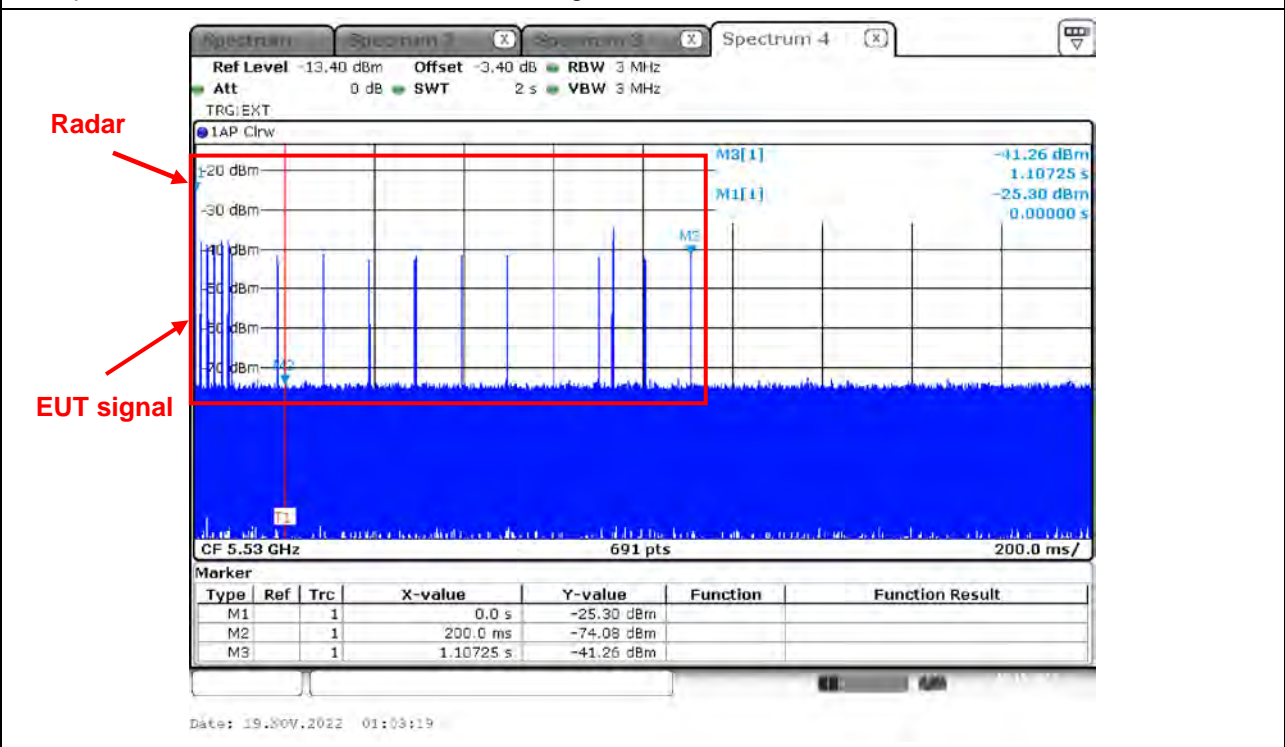 Spectrum 4
Ref Level -13.40 dBm Offset -3.40 dB RBW 3 MHz
Att 0 dB SWT 2 s VBW 3 MHz
TRG:EXT
1AP Clrw
Radar
EUT signal
M3[1] -41.26 dBm
1.10725 s
M1[1] -25.30 dBm
0.00000 s
-20 dBm
-30 dBm
-40 dBm
-50 dBm
-60 dBm
-70 dBm
M2
M3
T1
CF 5.53 GHz 691 pts 200.0 ms/
Marker
Type Ref Trc X-value Y-value Function Function Result
M1 1 0.0 s -25.30 dBm
M2 1 200.0 ms -74.08 dBm
M3 1 1.10725 s -41.26 dBm
Date: 19.NOV.2022 01:03:19